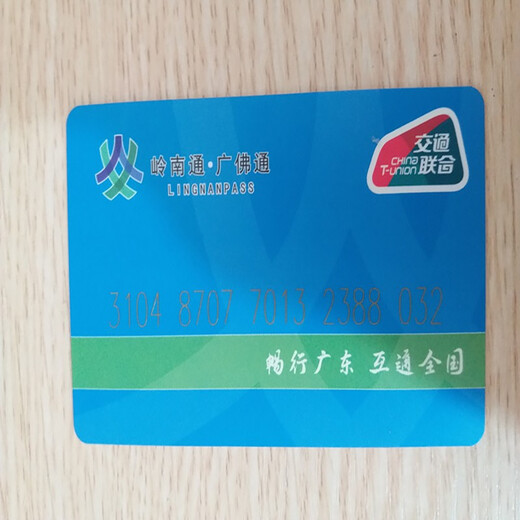 岭南通·广佛通
LINGNANPASS
交通
CHINA
T-UNION
联合
3104 8707 7013 2388 032
畅行广东 互通全国